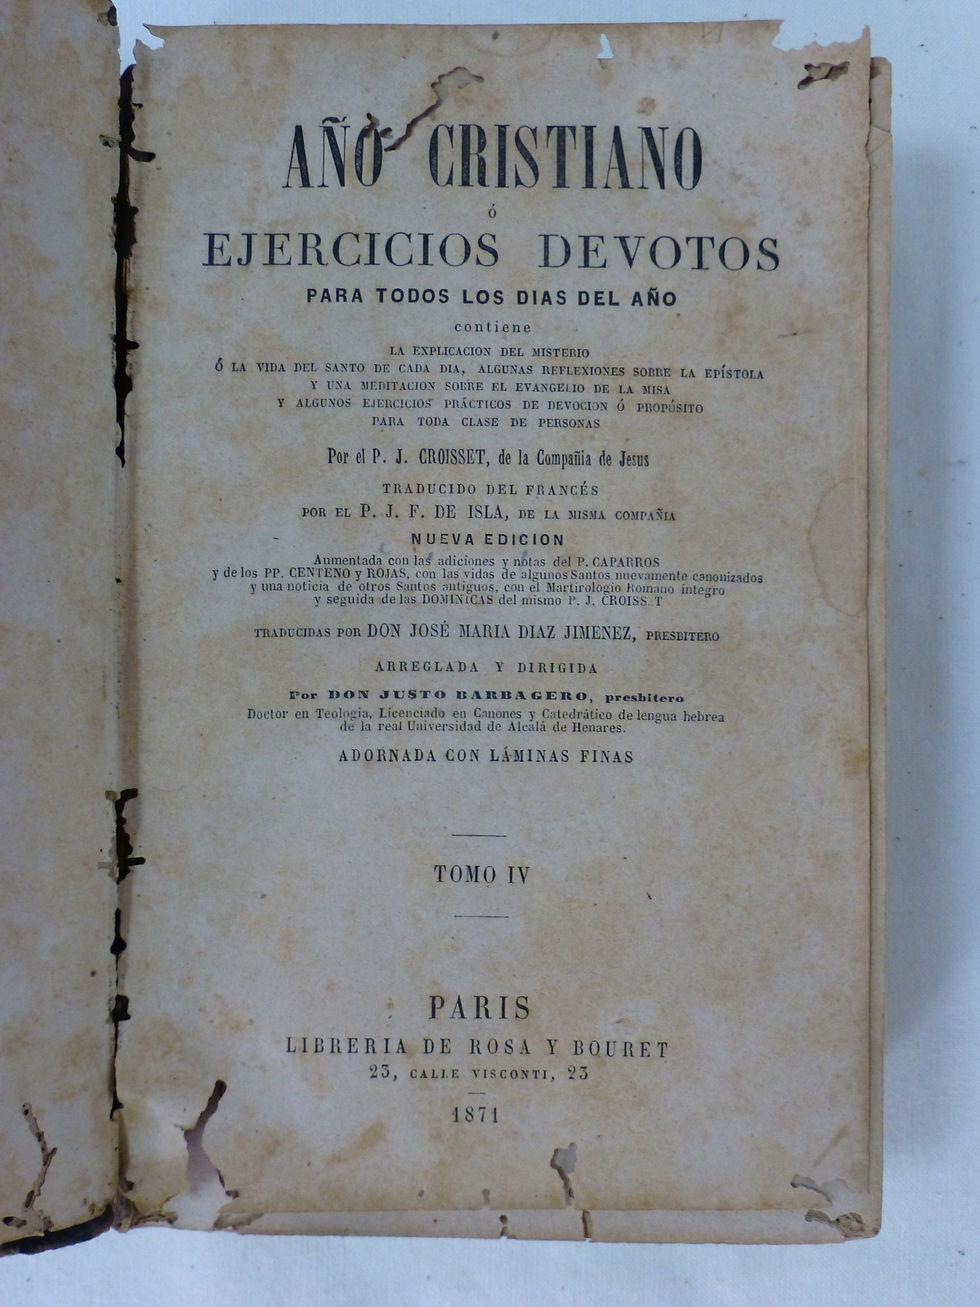 AÑO CRISTIANO
ó
EJERCICIOS DEVOTOS
PARA TODOS LOS DIAS DEL AÑO
contiene
LA EXPLICACION DEL MISTERIO
Ó LA VIDA DEL SANTO DE CADA DIA, ALGUNAS REFLEXIONES SOBRE LA EPÍSTOLA
Y UNA MEDITACION SOBRE EL EVANGELIO DE LA MISA
Y ALGUNOS EJERCICIOS PRÁCTICOS DE DEVOCION Ó PROPÓSITO
PARA TODA CLASE DE PERSONAS
Por el P. J. CROISSET, de la Compañia de Jesus
TRADUCIDO DEL FRANCÉS
POR EL P. J. F. DE ISLA, DE LA MISMA COMPAÑIA
NUEVA EDICION
Aumentada con las adiciones y notas del P. CAPARROS
y de los PP. CENTENO y ROJAS, con las vidas de algunos Santos nuevamente canonizados
y una noticia de otros Santos antiguos, con el Martirologio Romano integro
y seguida de las DOMINICAS del mismo P. J. CROISS T
TRADUCIDAS POR DON JOSÉ MARIA DIAZ JIMENEZ, PRESBITERO
ARREGLADA Y DIRIGIDA
Por DON JUSTO BARBAGERO, presbitero
Doctor en Teologia, Licenciado en Canones y Catedrático de lengua hebrea
de la real Universidad de Alcalá de Henares.
ADORNADA CON LÁMINAS FINAS
TOMO IV
PARIS
LIBRERIA DE ROSA Y BOURET
23, CALLE VISCONTI, 23
1871